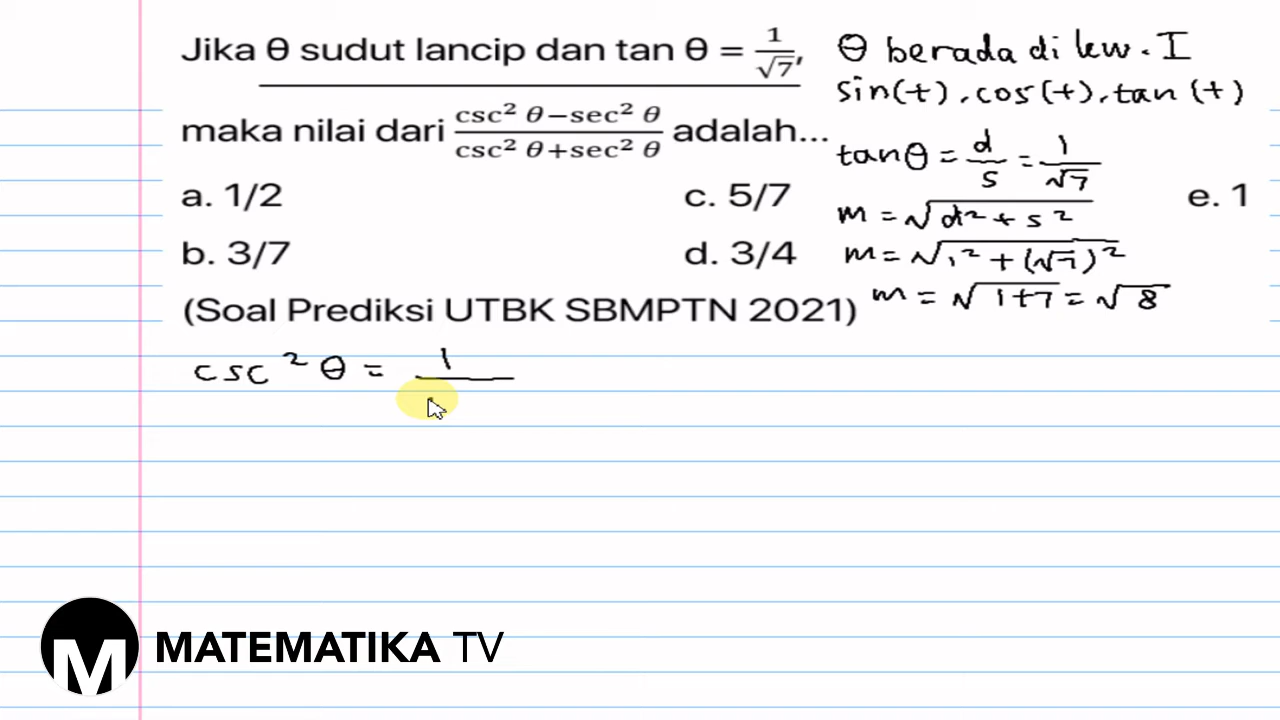 Jika θ sudut lancip dan tan θ = 1/√7,
maka nilai dari (csc² θ−sec² θ)/(csc² θ+sec² θ) adalah...
a. 1/2
c. 5/7
e. 1
b. 3/7
d. 3/4
(Soal Prediksi UTBK SBMPTN 2021)
θ berada di kw. I
sin(+), cos(+), tan (+)
tanθ = d/s = 1/√7
m = √(d² + s²)
m = √(1² + (√7)²)
m = √(1+7) = √8
csc² θ = 1/
M MATEMATIKA TV